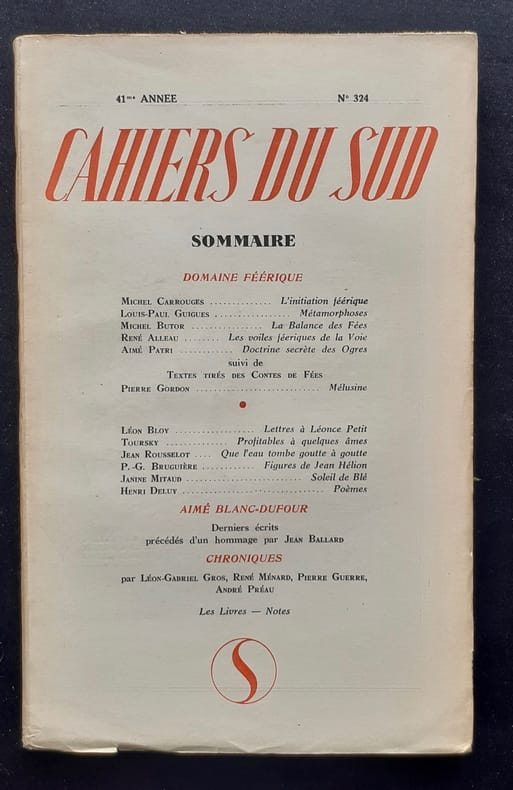 41me ANNEE N° 324
CAHIERS DU SUD
SOMMAIRE
DOMAINE FÉÉRIQUE
MICHEL CARROUGES .............. L'initiation féérique
LOUIS-PAUL GUIGUES ................ Métamorphoses
MICHEL BUTOR ................ La Balance des Fées
RENÉ ALLEAU ........ Les voiles féeriques de la Voie
AIMÉ PATRI ............ Doctrine secrète des Ogres
suivi de
TEXTES TIRÉS DES CONTES DE FÉES
PIERRE GORDON ............................ Mélusine
LÉON BLOY .................. Lettres à Léonce Petit
TOURSKY .............. Profitables à quelques âmes
JEAN ROUSSELOT .... Que l'eau tombe goutte à goutte
P.-G. BRUGUIÈRE ............ Figures de Jean Hélion
JANINE MITAUD .......................... Soleil de Blé
HENRI DELUY ................................ Poèmes
AIMÉ BLANC-DUFOUR
Derniers écrits
précédés d'un hommage par JEAN BALLARD
CHRONIQUES
par LÉON-GABRIEL GROS, RENÉ MÉNARD, PIERRE GUERRE,
ANDRÉ PRÉAU
Les Livres — Notes
S